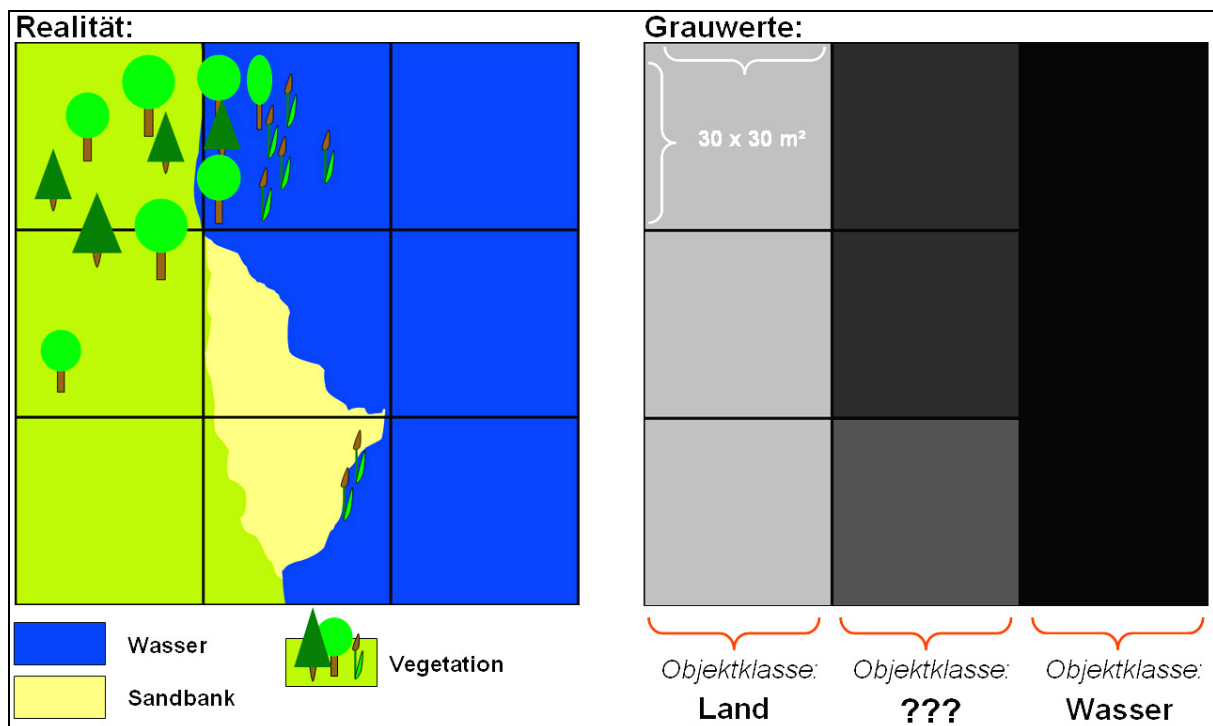 Realität:
Grauwerte:
30 x 30 m²
Wasser
Sandbank
Vegetation
Objektklasse:
Land
Objektklasse:
???
Objektklasse:
Wasser